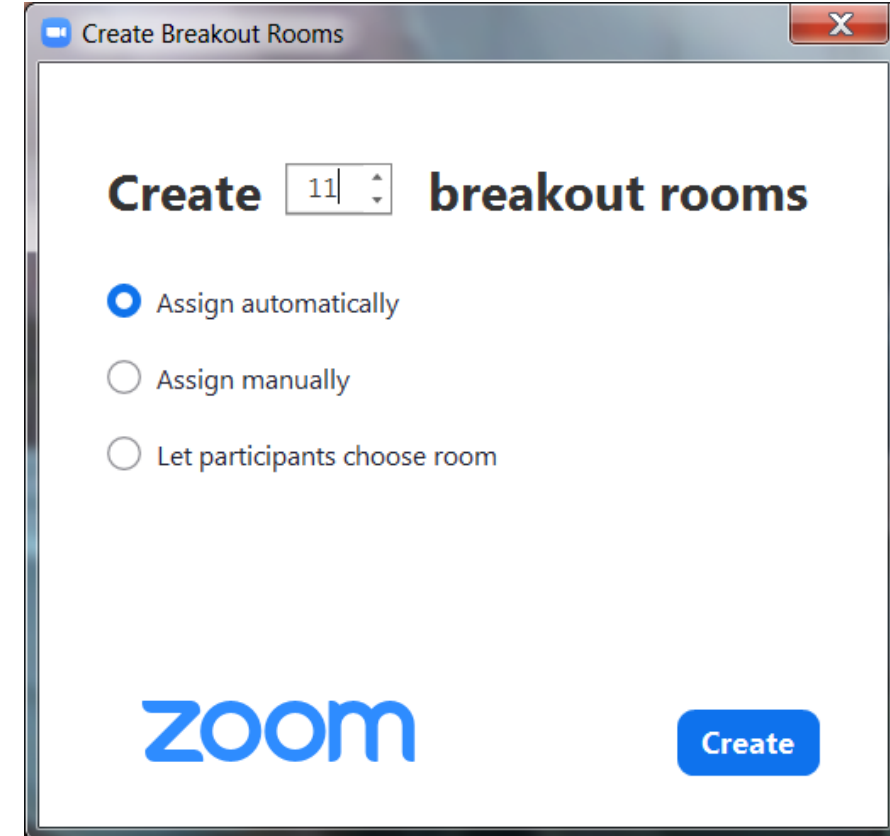 Create Breakout Rooms
X
Create 11 breakout rooms
Assign automatically
Assign manually
Let participants choose room
zoom
Create